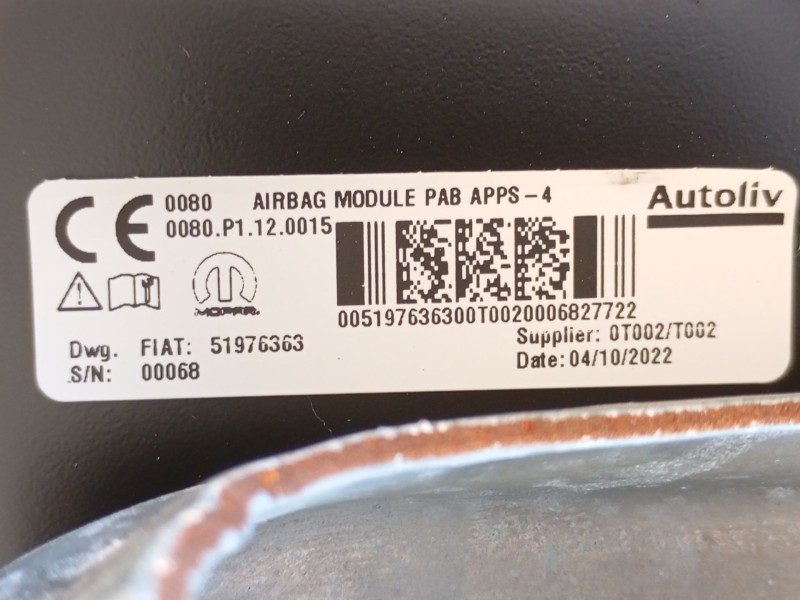 CE 0080 AIRBAG MODULE PAB APPS-4
0080.P1.12.0015
Autoliv
MOPAR
005197636300T0020006827722
Dwg. FIAT: 51976363
S/N: 00068
Supplier: 0T002/T002
Date: 04/10/2022